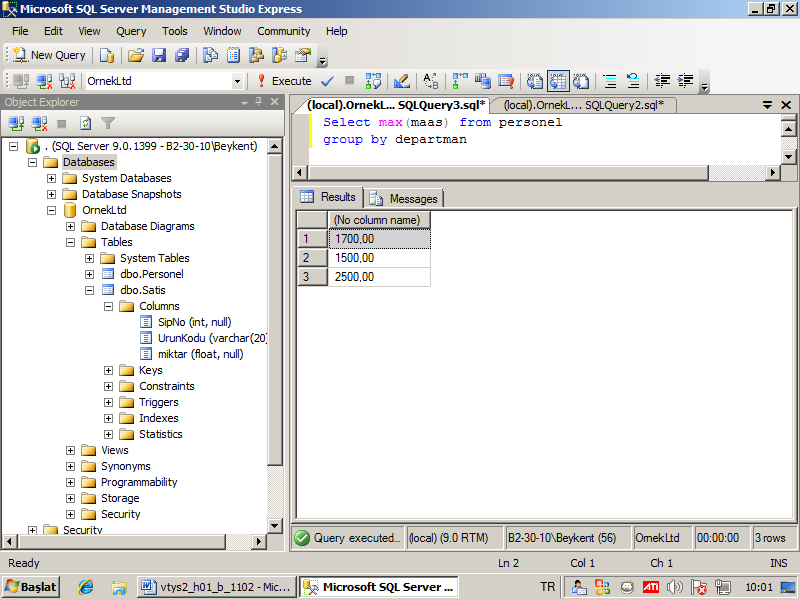 Microsoft SQL Server Management Studio Express
File Edit View Query Tools Window Community Help
New Query
OrnekLtd Execute
Object Explorer
(local).OrnekL... SQLQuery3.sql* (local).OrnekL... SQLQuery2.sql*
Select max(maas) from personel
group by departman
. (SQL Server 9.0.1399 - B2-30-10\Beykent)
Databases
System Databases
Database Snapshots
OrnekLtd
Database Diagrams
Tables
System Tables
dbo.Personel
dbo.Satis
Columns
SipNo (int, null)
UrunKodu (varchar(20)
miktar (float, null)
Keys
Constraints
Triggers
Indexes
Statistics
Views
Synonyms
Programmability
Storage
Security
Security
Results Messages
(No column name)
1 1700,00
2 1500,00
3 2500,00
Query executed... (local) (9.0 RTM) B2-30-10\Beykent (56) OrnekLtd 00:00:00 3 rows
Ready Ln 2 Col 1 Ch 1 INS
Başlat vtys2_h01_b_1102 - Mic... Microsoft SQL Server ... TR ATI 10:01